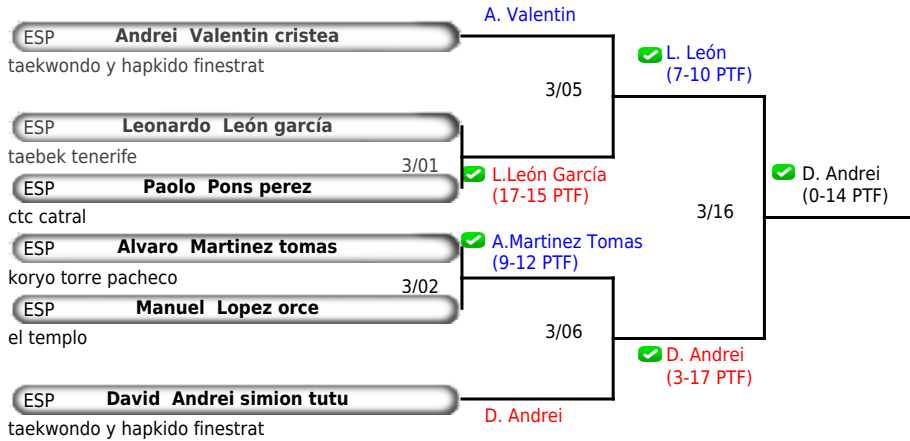 A. Valentin
ESP Andrei Valentin cristea
taekwondo y hapkido finestrat
L. León
(7-10 PTF)
3/05
ESP Leonardo León garcía
taebek tenerife
3/01
L.León García
(17-15 PTF)
ESP Paolo Pons perez
ctc catral
D. Andrei
(0-14 PTF)
3/16
ESP Alvaro Martinez tomas
koryo torre pacheco
A.Martinez Tomas
(9-12 PTF)
3/02
ESP Manuel Lopez orce
el templo
3/06
D. Andrei
(3-17 PTF)
ESP David Andrei simion tutu
taekwondo y hapkido finestrat
D. Andrei